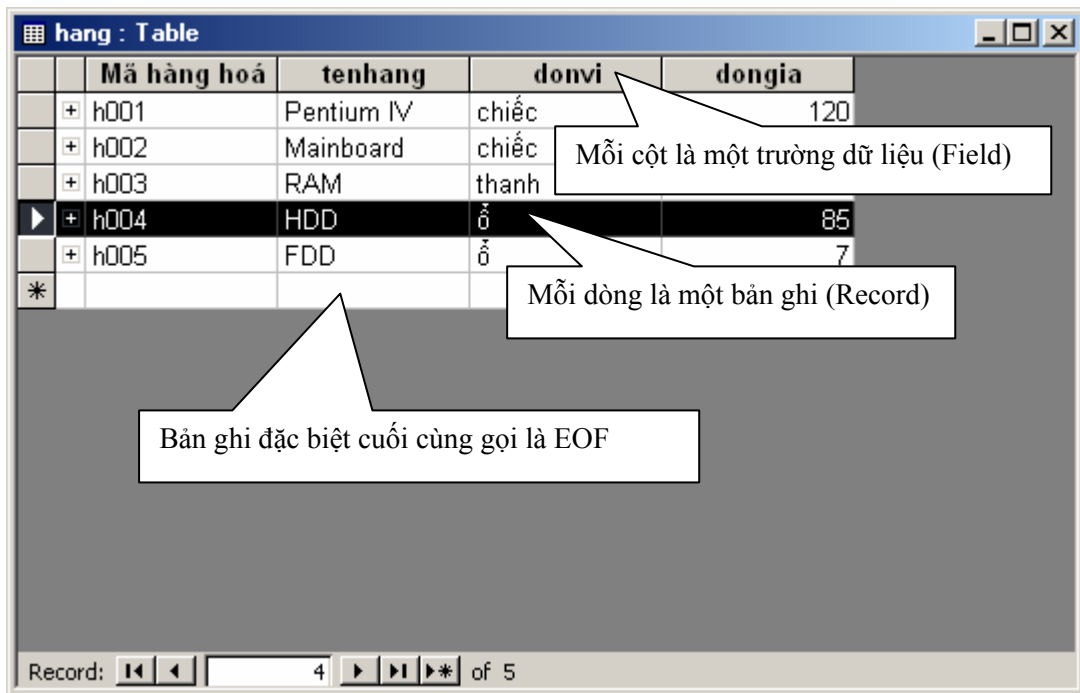 hang : Table
Mã hàng hoá tenhang donvi dongia
h001 Pentium IV chiếc 120
Mỗi cột là một trường dữ liệu (Field)
h002 Mainboard chiếc
h003 RAM thanh
h004 HDD ổ 85
h005 FDD ổ 7
Mỗi dòng là một bản ghi (Record)
Bản ghi đặc biệt cuối cùng gọi là EOF
Record: 4 of 5